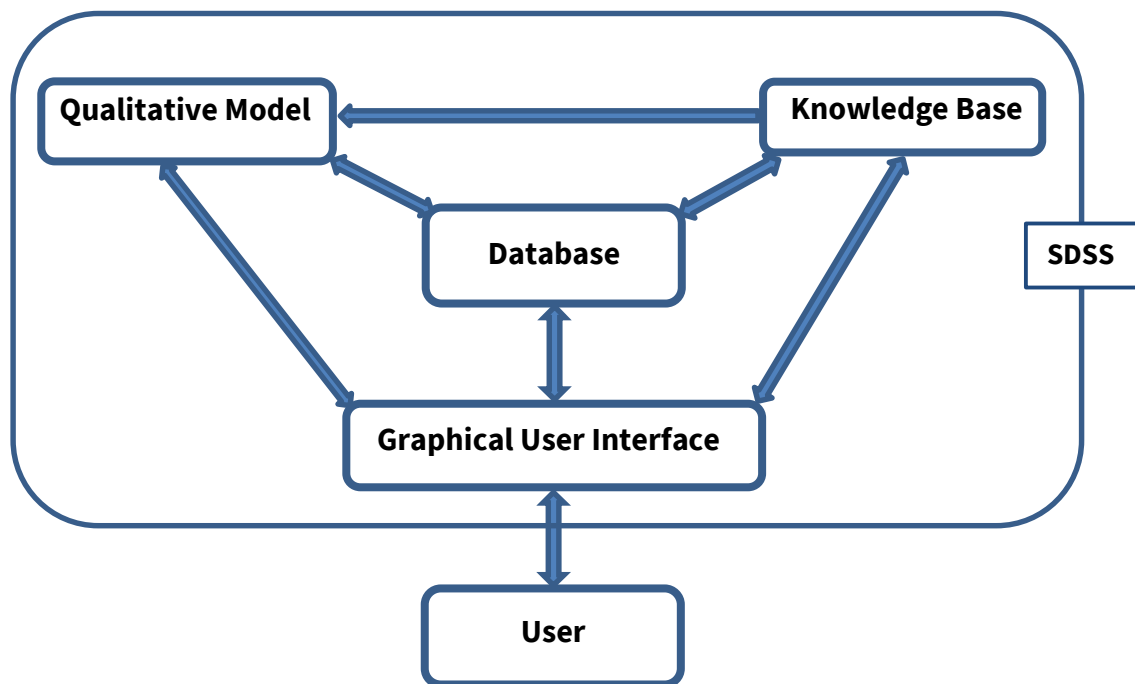 Qualitative Model
Knowledge Base
Database
SDSS
Graphical User Interface
User